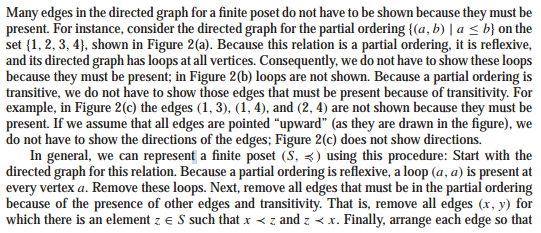 Many edges in the directed graph for a finite poset do not have to be shown because they must be
present. For instance, consider the directed graph for the partial ordering {(a, b) | a ≤ b} on the
set {1, 2, 3, 4}, shown in Figure 2(a). Because this relation is a partial ordering, it is reflexive,
and its directed graph has loops at all vertices. Consequently, we do not have to show these loops
because they must be present; in Figure 2(b) loops are not shown. Because a partial ordering is
transitive, we do not have to show those edges that must be present because of transitivity. For
example, in Figure 2(c) the edges (1, 3), (1, 4), and (2, 4) are not shown because they must be
present. If we assume that all edges are pointed “upward” (as they are drawn in the figure), we
do not have to show the directions of the edges; Figure 2(c) does not show directions.
In general, we can represent a finite poset (S, ≼) using this procedure: Start with the
directed graph for this relation. Because a partial ordering is reflexive, a loop (a, a) is present at
every vertex a. Remove these loops. Next, remove all edges that must be in the partial ordering
because of the presence of other edges and transitivity. That is, remove all edges (x, y) for
which there is an element z ∈ S such that x ≺ z and z ≺ x. Finally, arrange each edge so that